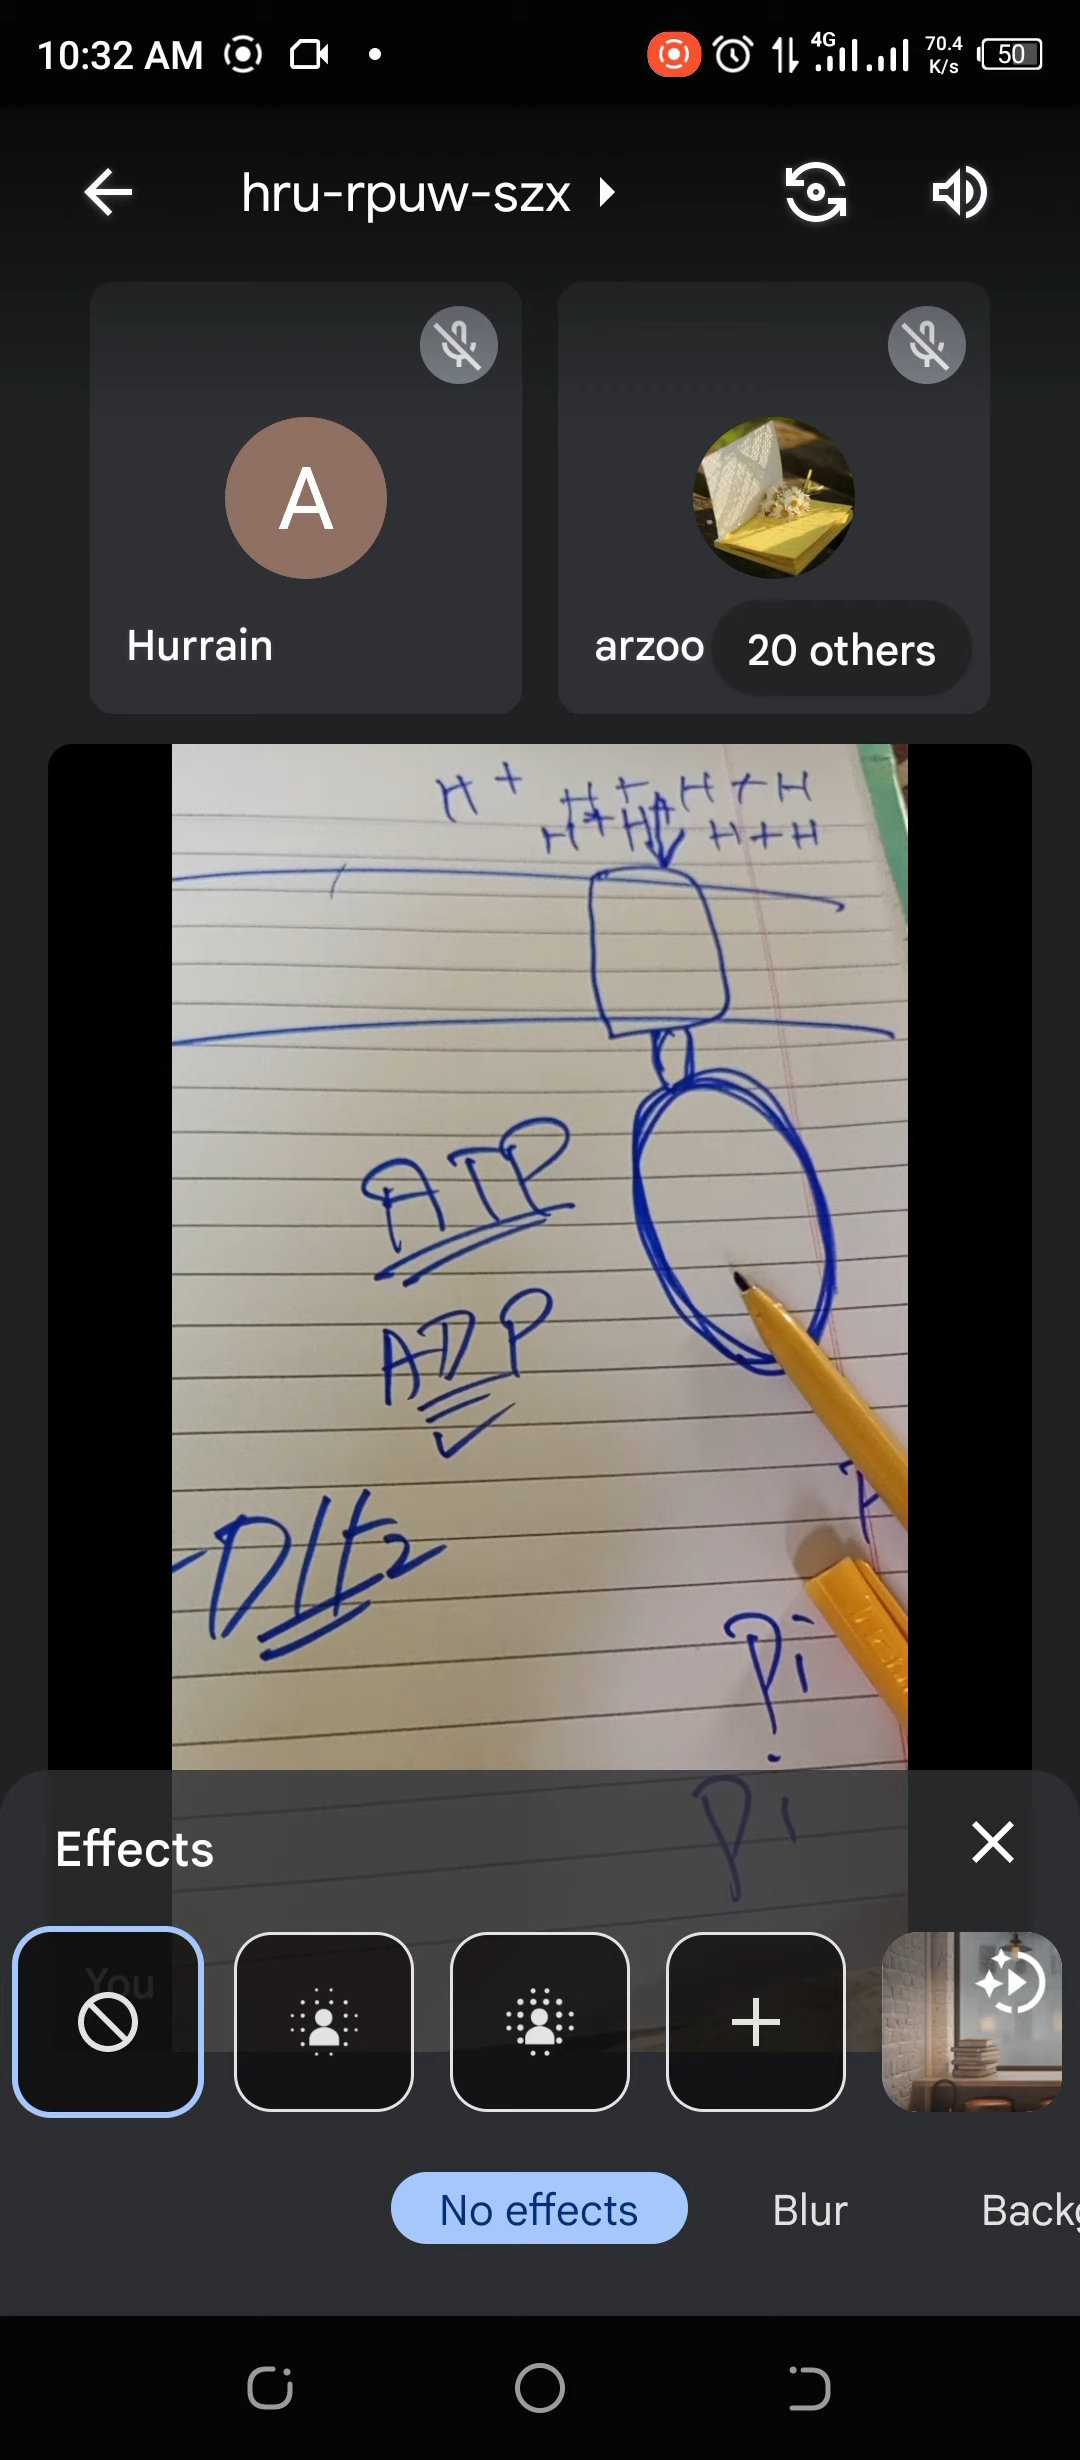 10:32 AM
4G
70.4
K/s
50
hru-rpuw-szx
A
Hurrain
arzoo
20 others
H +
H + H
H + H
ATP
ADP
Pi
Pi
Effects
You
No effects
Blur
Backg